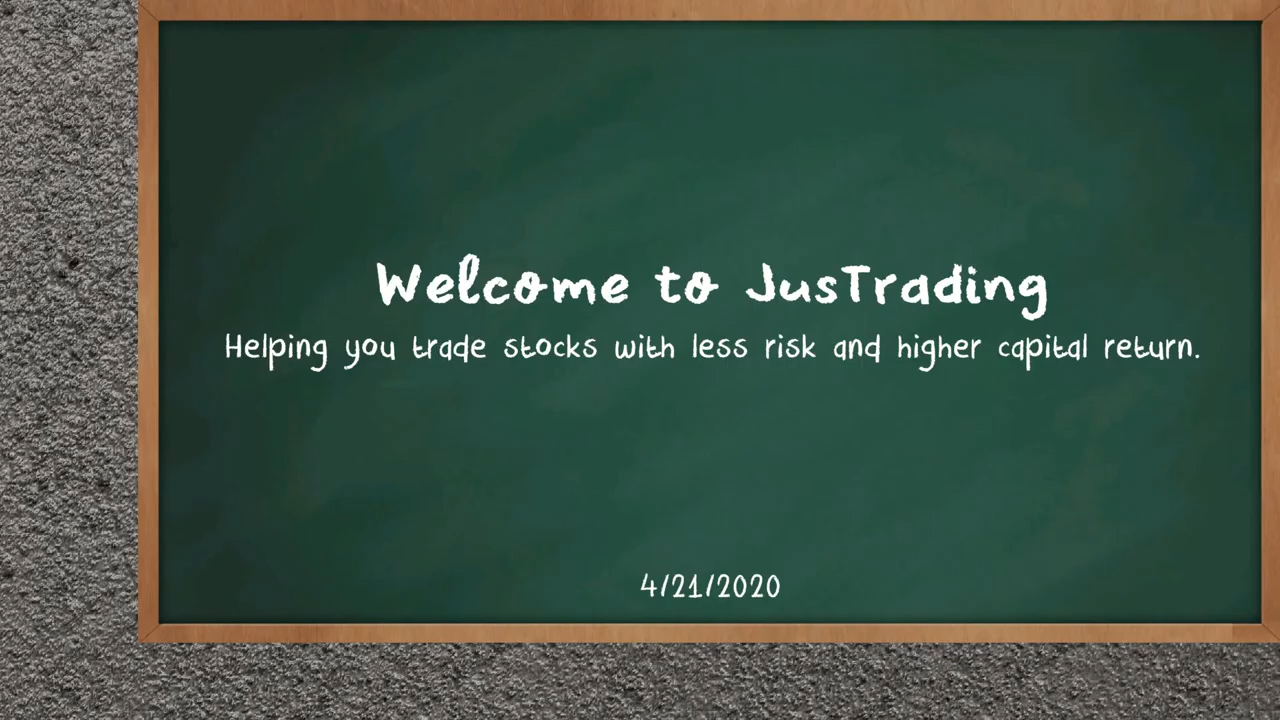 Welcome to JusTrading
Helping you trade stocks with less risk and higher capital return.
4/21/2020